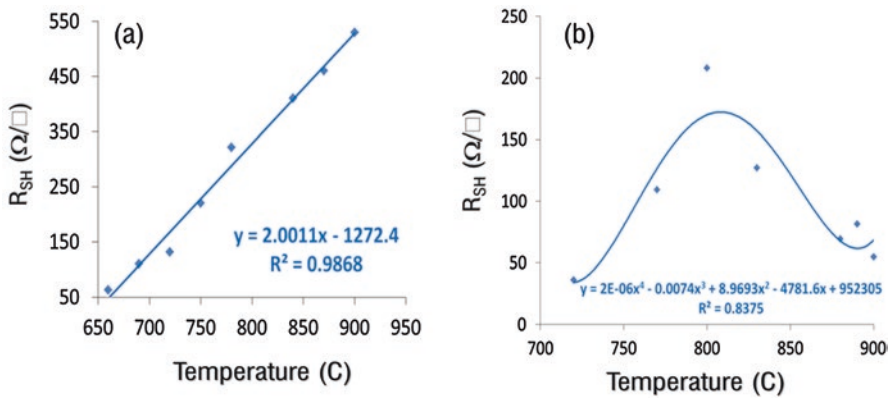 (a)
550
450
350
250
150
50
R_SH (Ω/□)
y = 2.0011x - 1272.4
R² = 0.9868
650 700 750 800 850 900 950
Temperature (C)
(b)
250
200
150
100
50
0
R_SH (Ω/□)
y = 2E-06x⁴ - 0.0074x³ + 8.9693x² - 4781.6x + 952305
R² = 0.8375
700 750 800 850 900
Temperature (C)